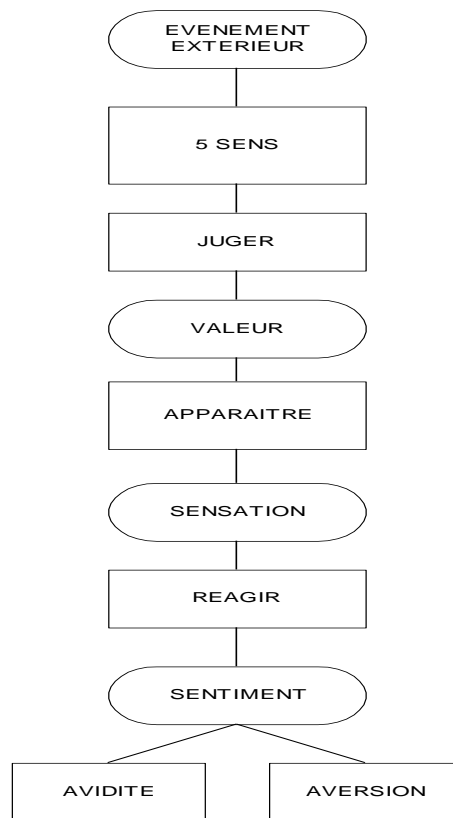 EVENEMENT
EXTERIEUR
5 SENS
JUGER
VALEUR
APPARAITRE
SENSATION
REAGIR
SENTIMENT
AVIDITE
AVERSION